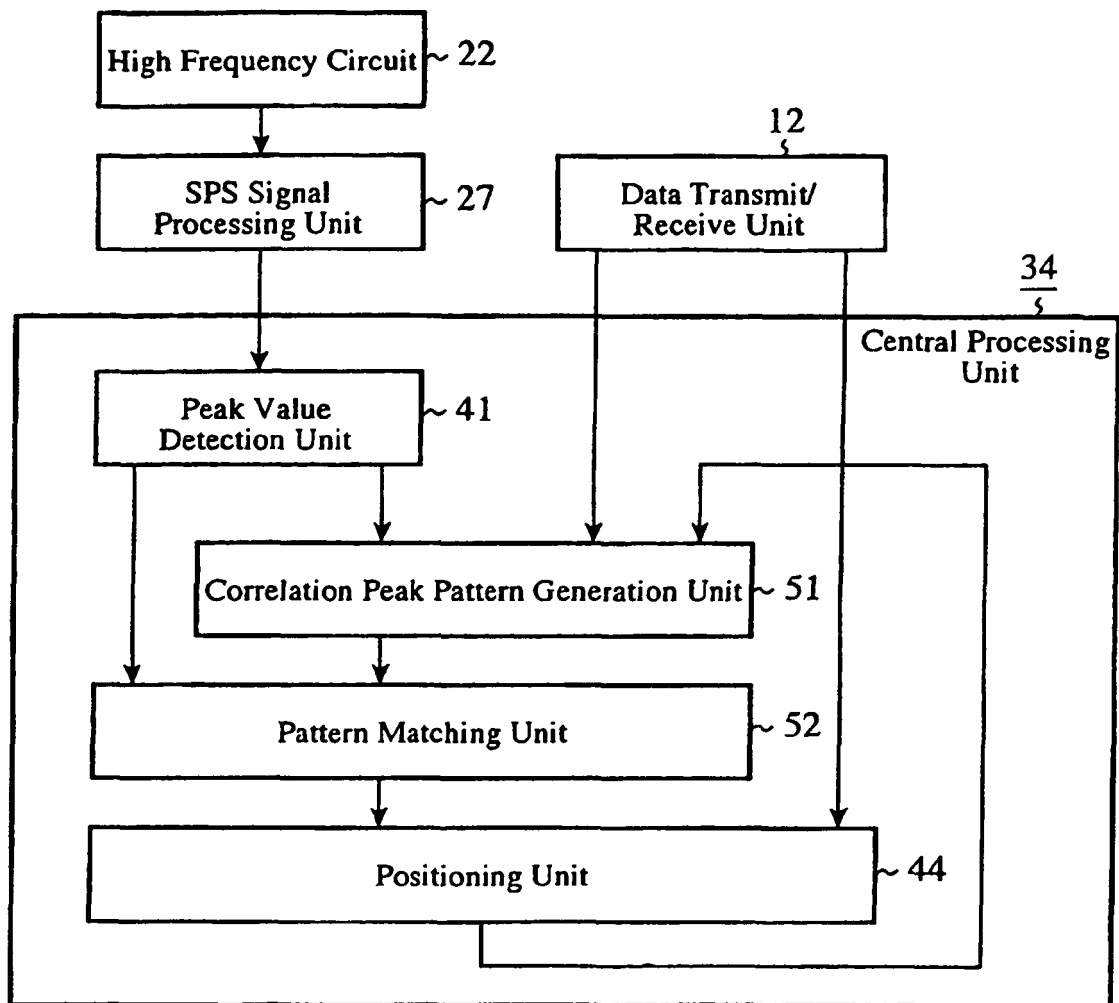 High Frequency Circuit
22
12
SPS Signal
Processing Unit
27
Data Transmit/
Receive Unit
34
Central Processing
Unit
Peak Value
Detection Unit
41
Correlation Peak Pattern Generation Unit
51
Pattern Matching Unit
52
Positioning Unit
44